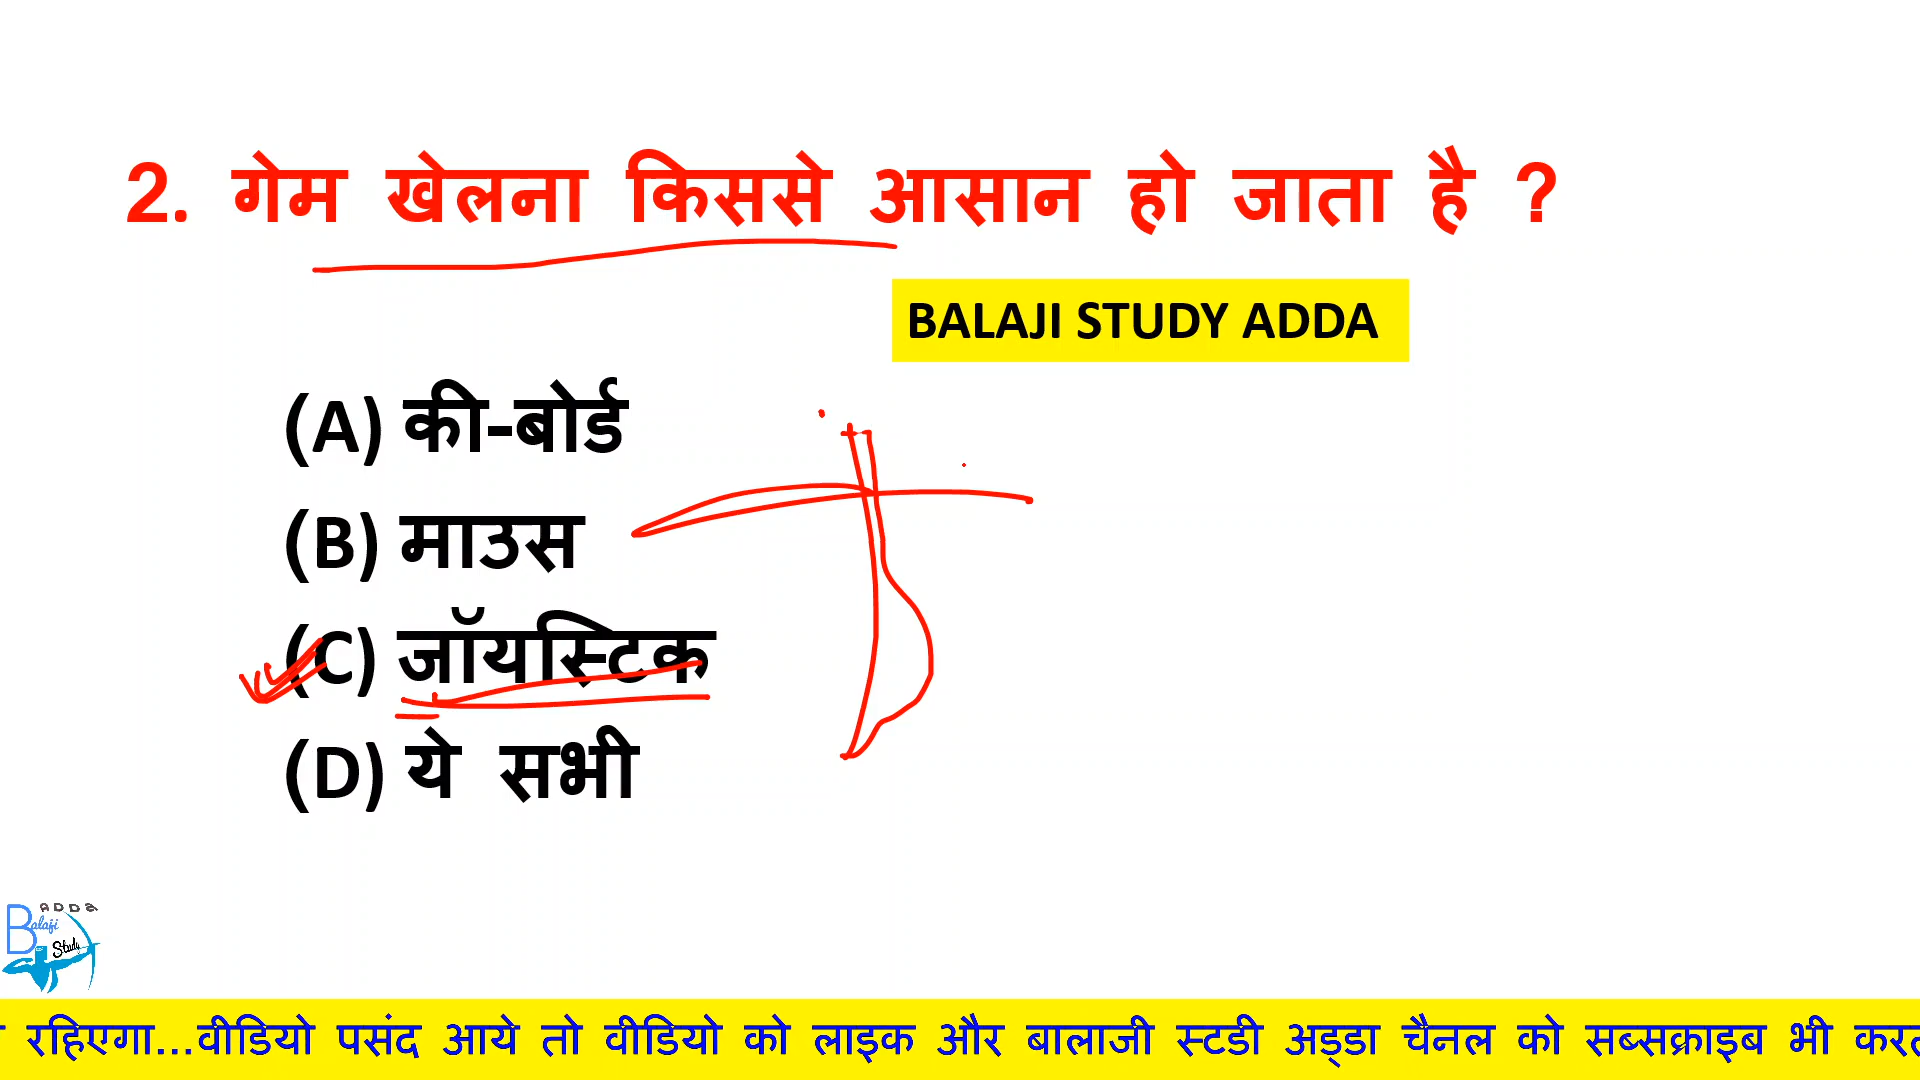 2. गेम खेलना किससे आसान हो जाता है ?
BALAJI STUDY ADDA
(A) की-बोर्ड
(B) माउस
(C) जॉयस्टिक
(D) ये सभी
ADDA
Balaji
Study
रहिएगा...वीडियो पसंद आये तो वीडियो को लाइक और बालाजी स्टडी अड्डा चैनल को सब्सक्राइब भी